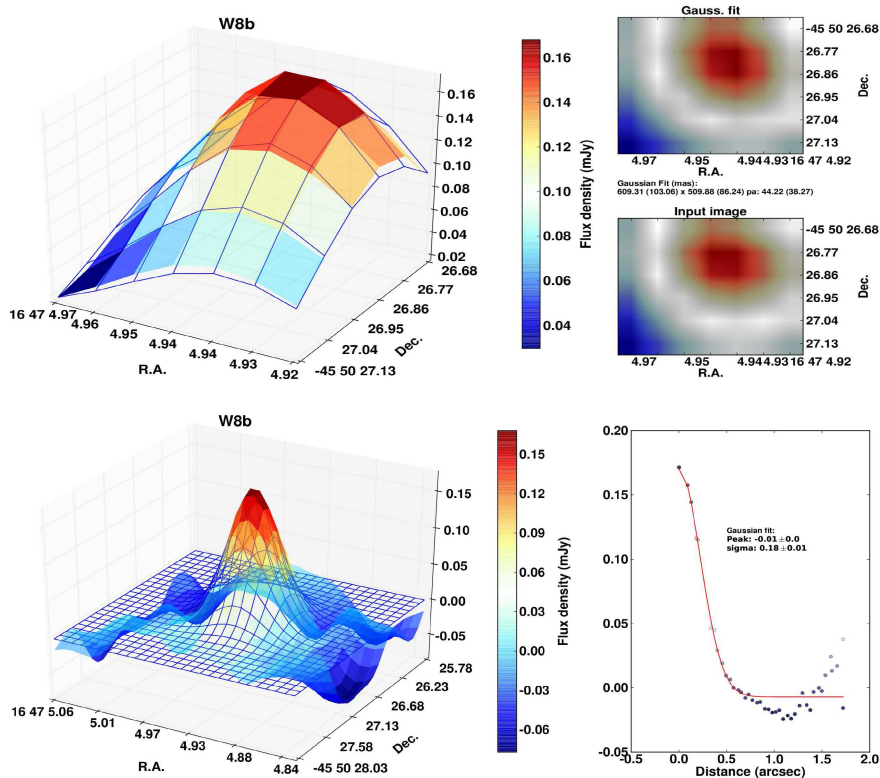 W8b
0.16
0.14
0.12
0.10
0.08
0.06
0.04
0.02
26.68
26.77
26.86
26.95
27.04
-45 50 27.13
Dec.
16 47 4.97
4.96
4.95
4.94
4.94
4.93
4.92
R.A.
0.16
0.14
0.12
0.10
0.08
0.06
0.04
Flux density (mJy)
Gauss. fit
-45 50 26.68
26.77
26.86
26.95
27.04
27.13
Dec.
4.97 4.95 4.94 4.93 16 47 4.92
R.A.
Gaussian Fit (mas):
609.31 (103.06) x 509.88 (86.24) pa: 44.22 (38.27)
Input image
-45 50 26.68
26.77
26.86
27.04
27.13
Dec.
4.97 4.95 4.94 4.93 16 47 4.92
R.A.
W8b
0.15
0.10
0.05
0.00
-0.05
25.78
26.23
26.68
27.13
27.58
-45 50 28.03
Dec.
16 47 5.06
5.01
4.97
4.93
4.88
4.84
R.A.
0.15
0.12
0.09
0.06
0.03
0.00
-0.03
-0.06
Flux density (mJy)
0.20
0.15
0.10
0.05
0.00
-0.05
Gaussian fit:
Peak: -0.01±0.0
sigma: 0.18±0.01
-0.5 0.0 0.5 1.0 1.5 2.0
Distance (arcsec)